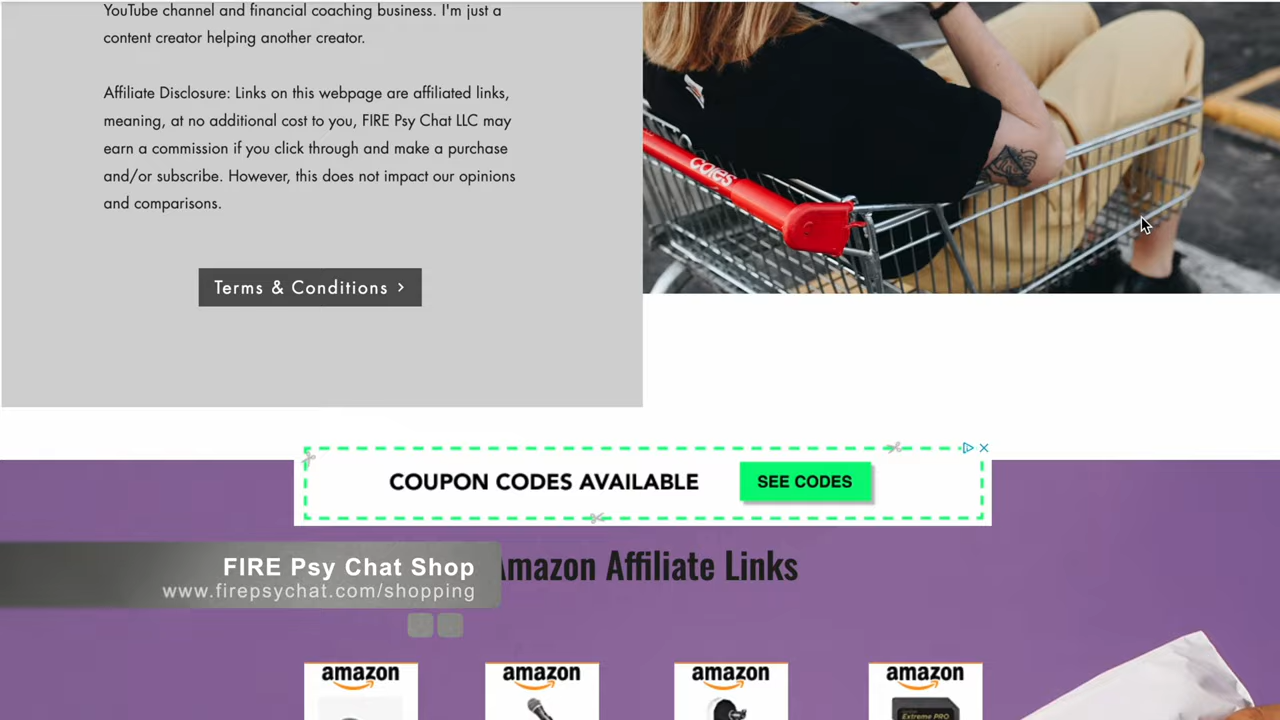 YouTube channel and financial coaching business. I'm just a
content creator helping another creator.
Affiliate Disclosure: Links on this webpage are affiliated links,
meaning, at no additional cost to you, FIRE Psy Chat LLC may
earn a commission if you click through and make a purchase
and/or subscribe. However, this does not impact our opinions
and comparisons.
Terms & Conditions >
coles
COUPON CODES AVAILABLE
SEE CODES
Amazon Affiliate Links
FIRE Psy Chat Shop
www.firepsychat.com/shopping
amazon
amazon
amazon
amazon
Extreme PRO